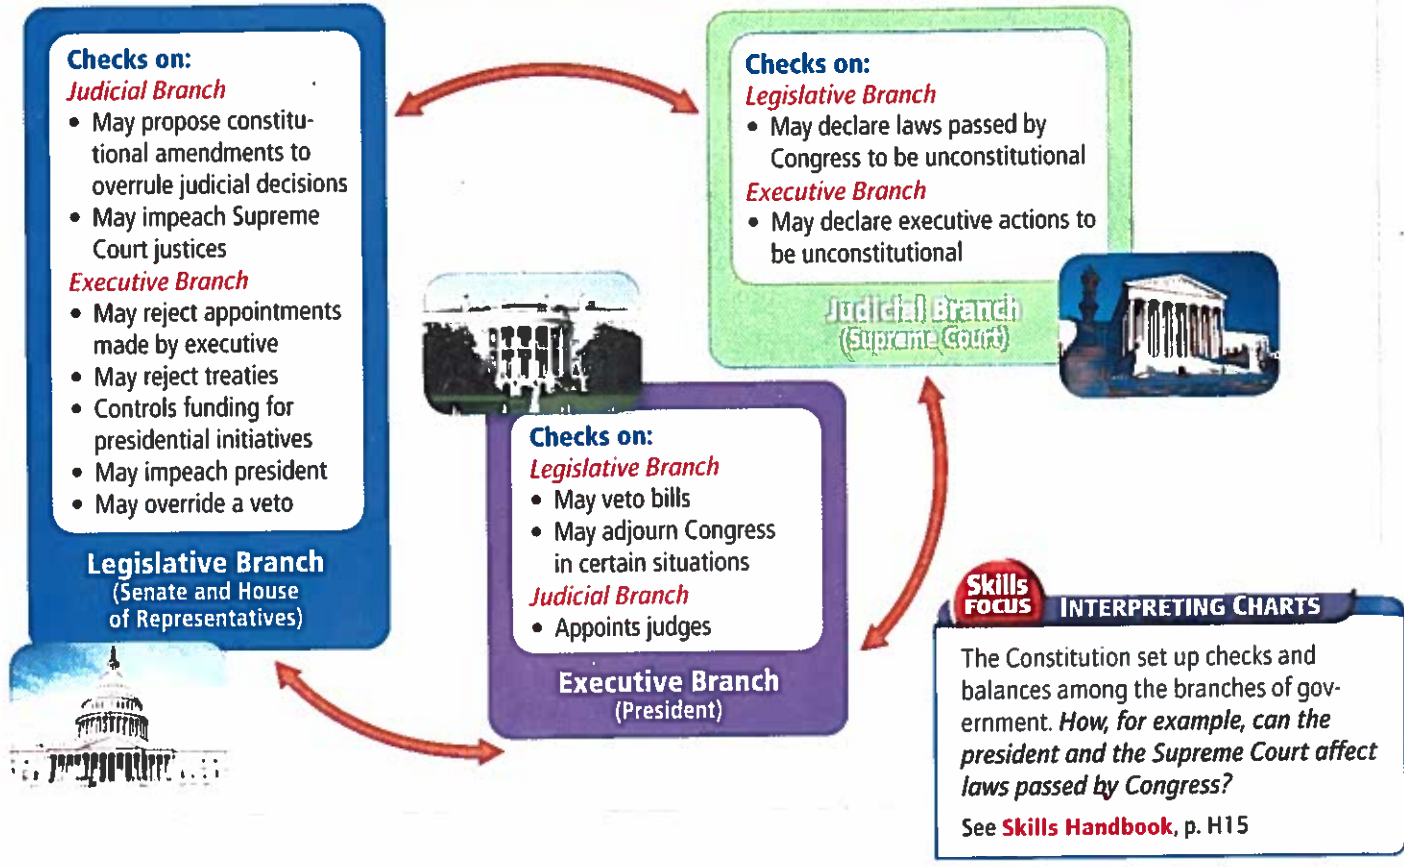 Checks on:
Judicial Branch
• May propose constitu-
tional amendments to
overrule judicial decisions
• May impeach Supreme
Court justices
Executive Branch
• May reject appointments
made by executive
• May reject treaties
• Controls funding for
presidential initiatives
• May impeach president
• May override a veto
Legislative Branch
(Senate and House
of Representatives)
Checks on:
Legislative Branch
• May declare laws passed by
Congress to be unconstitutional
Executive Branch
• May declare executive actions to
be unconstitutional
Judicial Branch
(Supreme Court)
Checks on:
Legislative Branch
• May veto bills
• May adjourn Congress
in certain situations
Judicial Branch
• Appoints judges
Executive Branch
(President)
Skills
FOCUS
INTERPRETING CHARTS
The Constitution set up checks and
balances among the branches of gov-
ernment. How, for example, can the
president and the Supreme Court affect
laws passed by Congress?
See Skills Handbook, p. H15